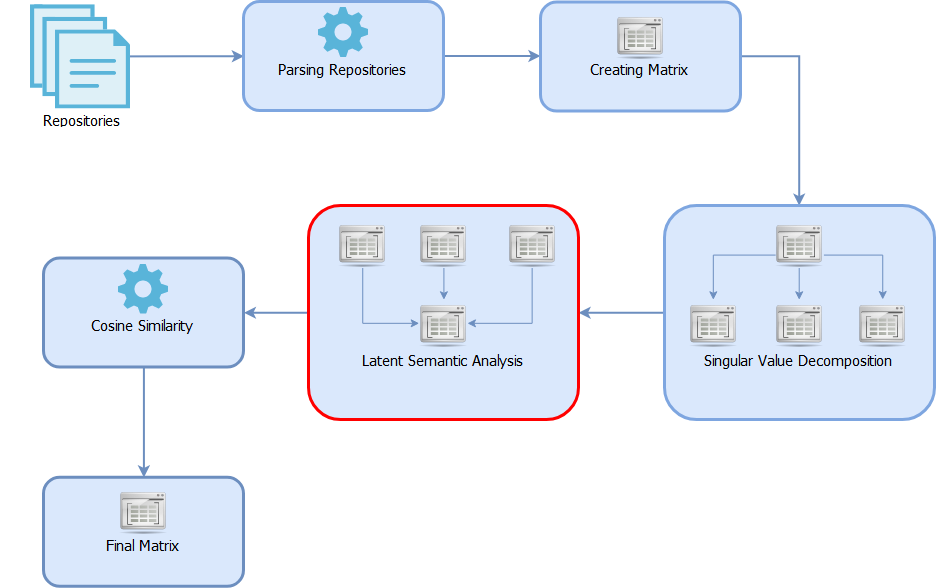 Repositories
Parsing Repositories
Creating Matrix
Singular Value Decomposition
Latent Semantic Analysis
Cosine Similarity
Final Matrix